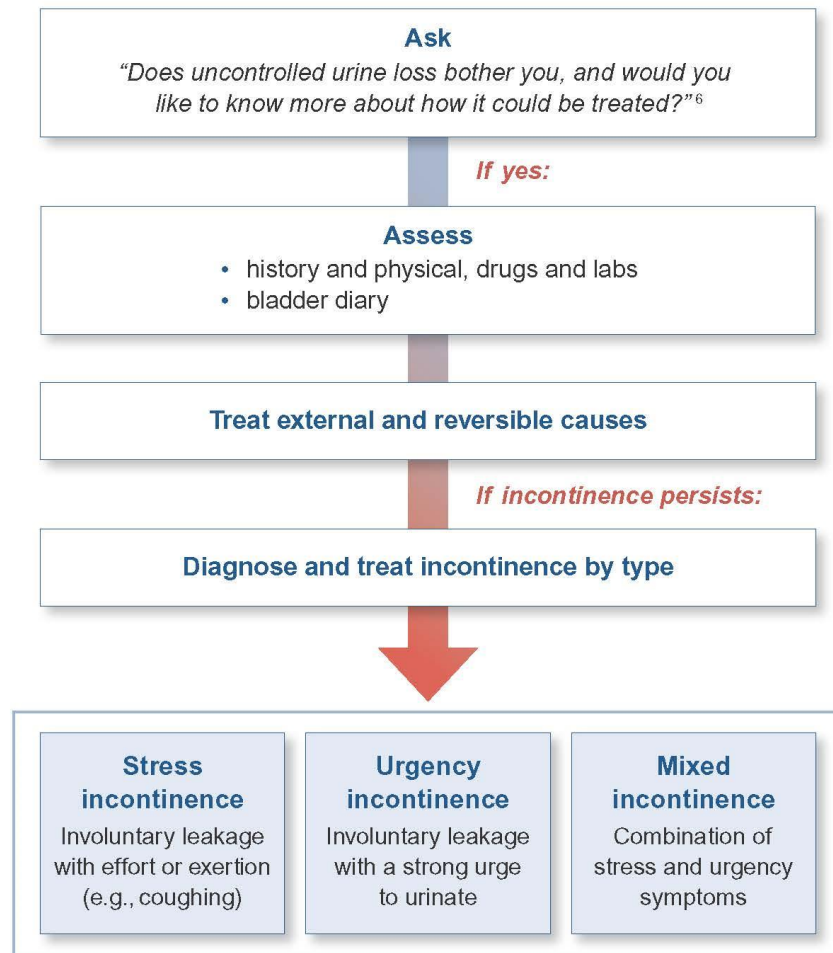 Ask
“Does uncontrolled urine loss bother you, and would you
like to know more about how it could be treated?”⁶
If yes:
Assess
• history and physical, drugs and labs
• bladder diary
Treat external and reversible causes
If incontinence persists:
Diagnose and treat incontinence by type
Stress
incontinence
Involuntary leakage
with effort or exertion
(e.g., coughing)
Urgency
incontinence
Involuntary leakage
with a strong urge
to urinate
Mixed
incontinence
Combination of
stress and urgency
symptoms